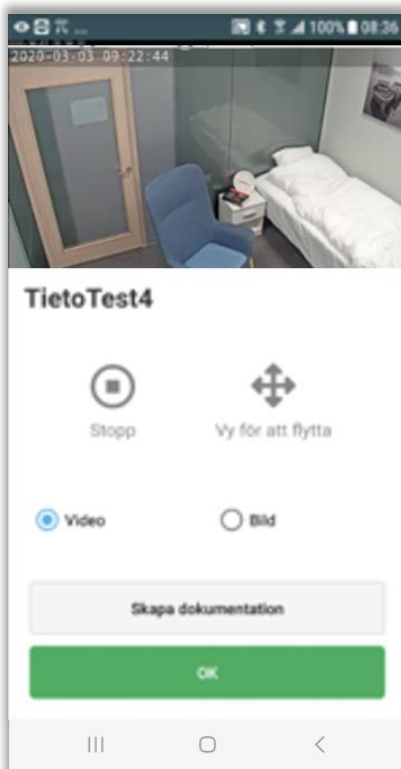 100% 08:36
2020-03-03 09:22:44
TietoTest4
Stopp
Vy för att flytta
Video
Bild
Skapa dokumentation
OK